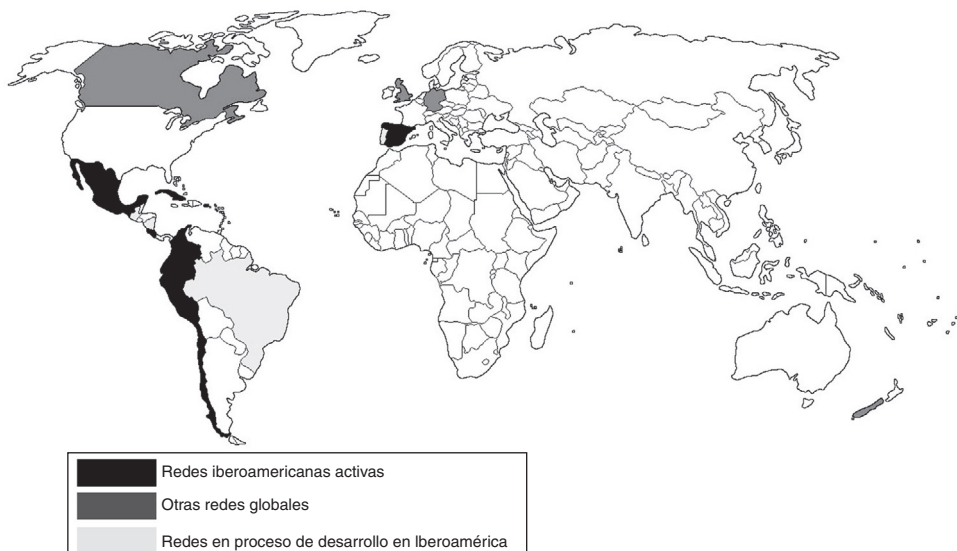 Redes iberoamericanas activas
Otras redes globales
Redes en proceso de desarrollo en Iberoamérica